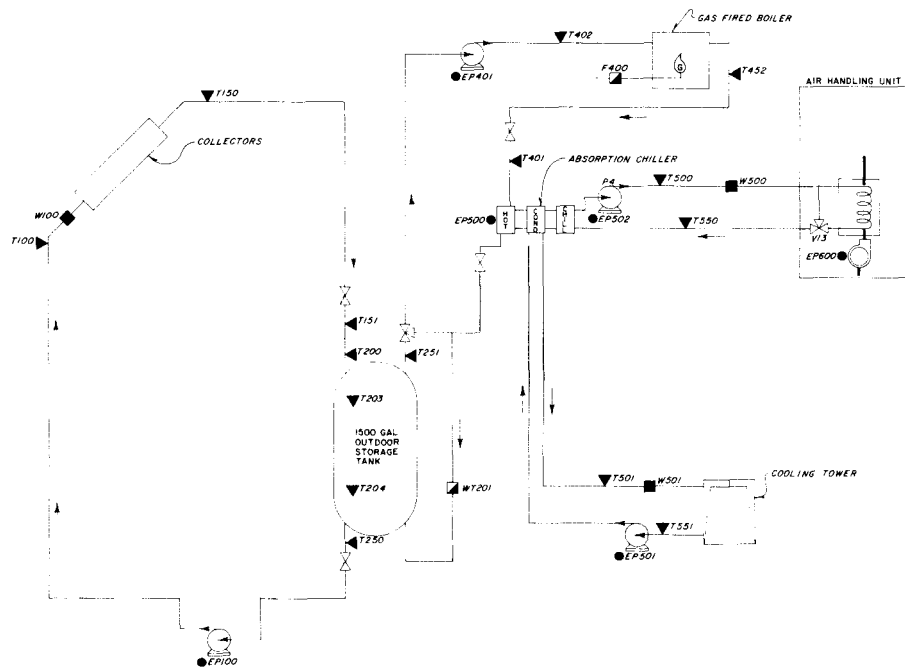 GAS FIRED BOILER
T402
EP401
F400
G
T452
AIR HANDLING UNIT
T150
COLLECTORS
T401
ABSORPTION CHILLER
P4
T500
W500
W100
EP500
HOT
COND
CHIL
EP502
T550
V13
T100
EP600
T151
T200
T251
T203
1500 GAL
OUTDOOR
STORAGE
TANK
T204
WT201
T501
W501
COOLING TOWER
T250
T551
EP501
EP100